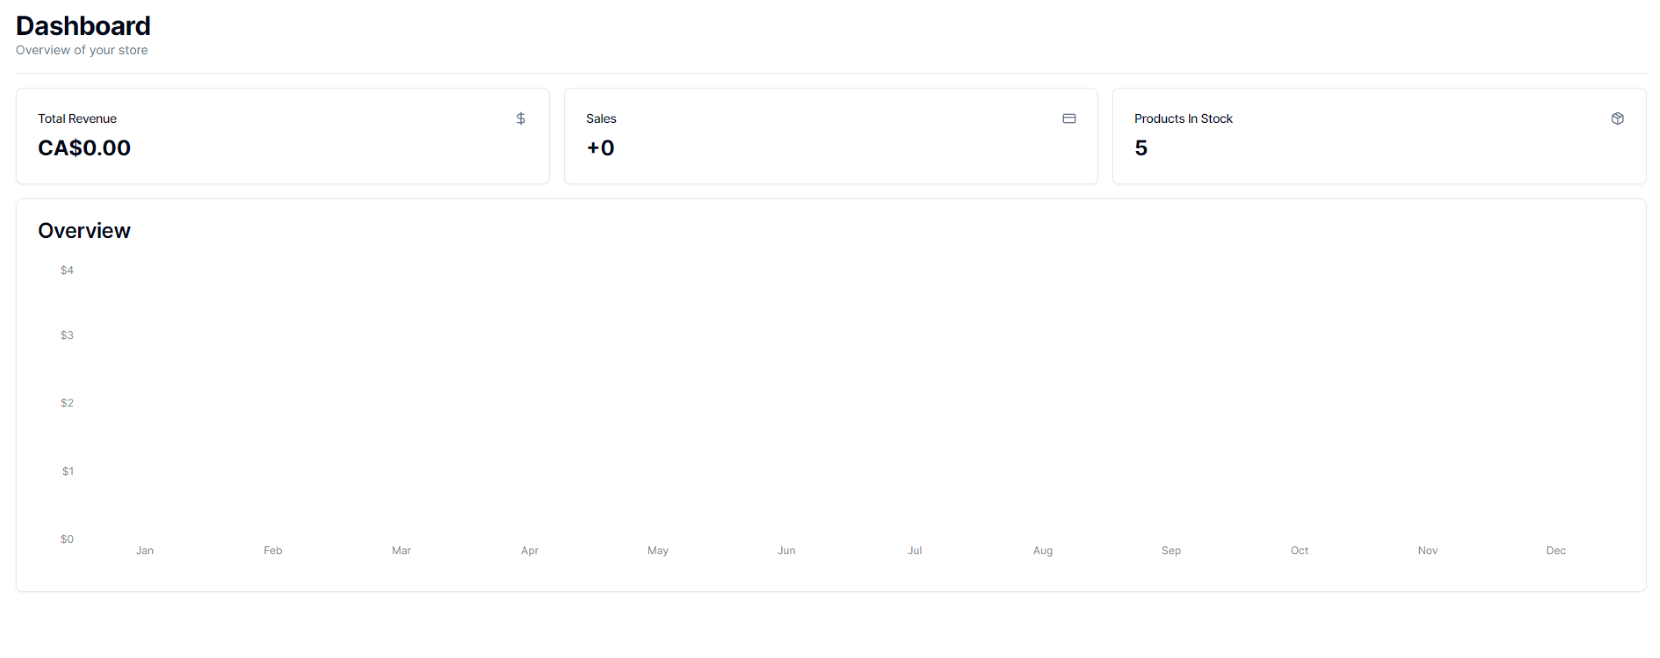 Dashboard
Overview of your store
Total Revenue
CA$0.00
Sales
+0
Products In Stock
5
Overview
$4
$3
$2
$1
$0
Jan Feb Mar Apr May Jun Jul Aug Sep Oct Nov Dec